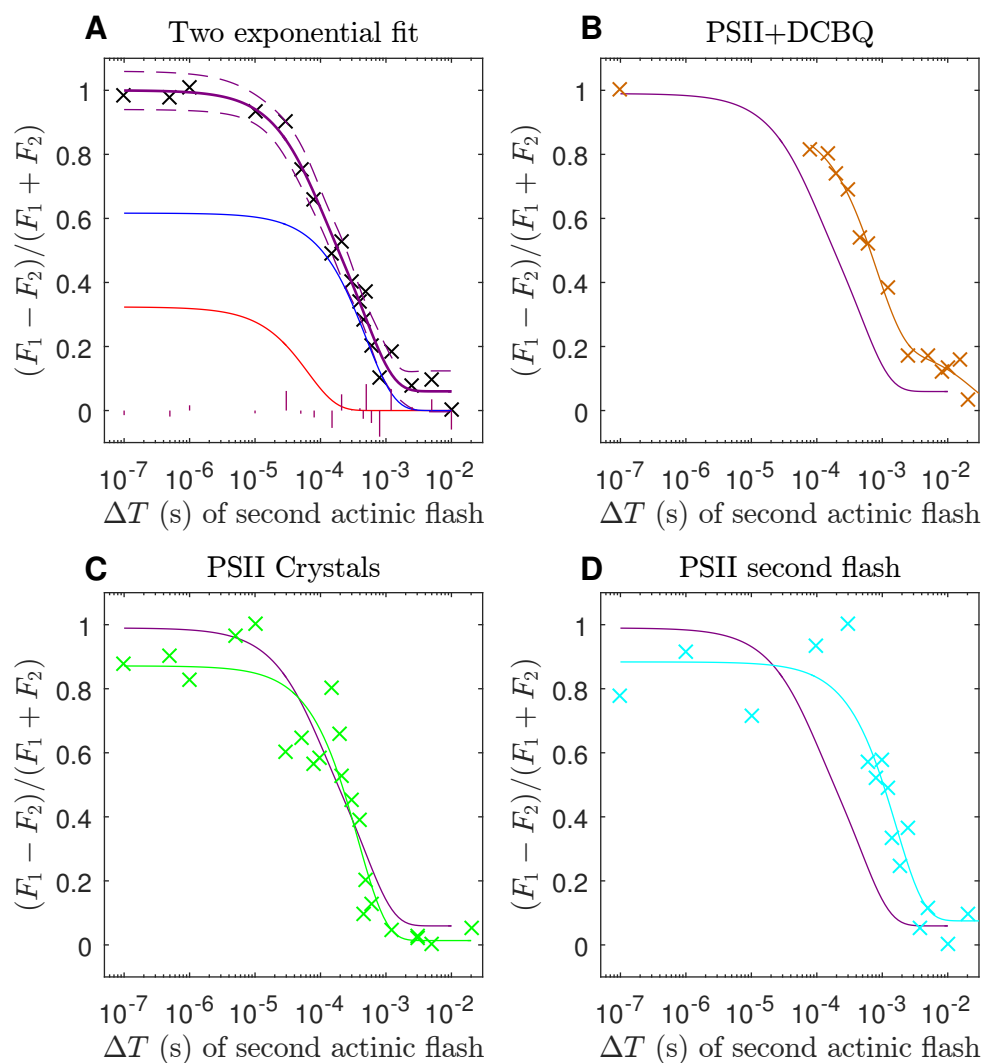 A Two exponential fit
1
0.8
0.6
0.4
0.2
0
(F₁ − F₂)/(F₁ + F₂)
10⁻⁷ 10⁻⁶ 10⁻⁵ 10⁻⁴ 10⁻³ 10⁻²
ΔT (s) of second actinic flash
B PSII+DCBQ
1
0.8
0.6
0.4
0.2
0
(F₁ − F₂)/(F₁ + F₂)
10⁻⁷ 10⁻⁶ 10⁻⁵ 10⁻⁴ 10⁻³ 10⁻²
ΔT (s) of second actinic flash
C PSII Crystals
1
0.8
0.6
0.4
0.2
0
(F₁ − F₂)/(F₁ + F₂)
10⁻⁷ 10⁻⁶ 10⁻⁵ 10⁻⁴ 10⁻³ 10⁻²
ΔT (s) of second actinic flash
D PSII second flash
1
0.8
0.6
0.4
0.2
0
(F₁ − F₂)/(F₁ + F₂)
10⁻⁷ 10⁻⁶ 10⁻⁵ 10⁻⁴ 10⁻³ 10⁻²
ΔT (s) of second actinic flash